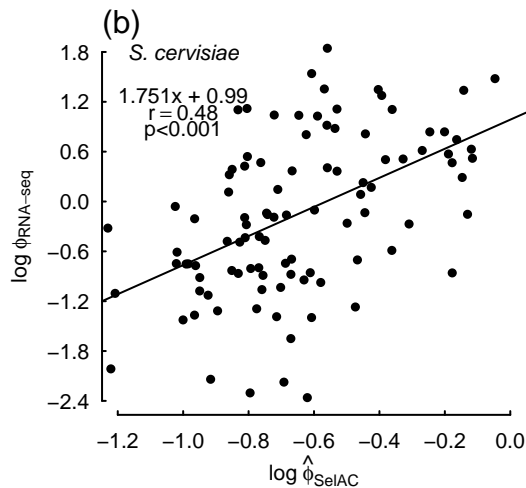 (b)
S. cervisiae
1.751x + 0.99
r = 0.48
p<0.001
log ϕRNA−seq
1.8
1.2
0.6
0.0
−0.6
−1.2
−1.8
−2.4
−1.2 −1.0 −0.8 −0.6 −0.4 −0.2 0.0
log ϕ̂SelAC